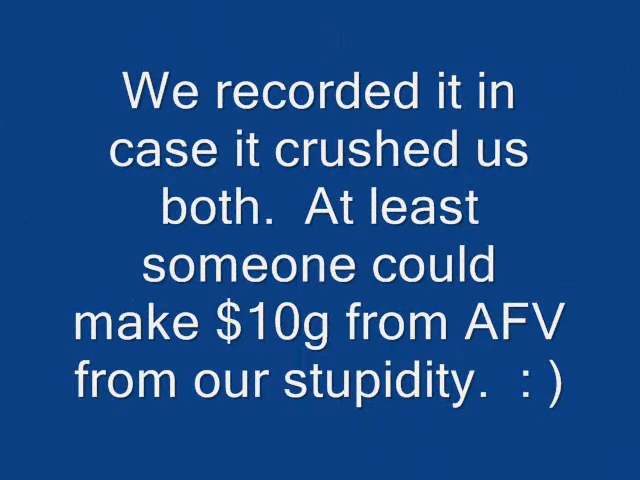 We recorded it in
case it crushed us
both.  At least
someone could
make $10g from AFV
from our stupidity.  : )